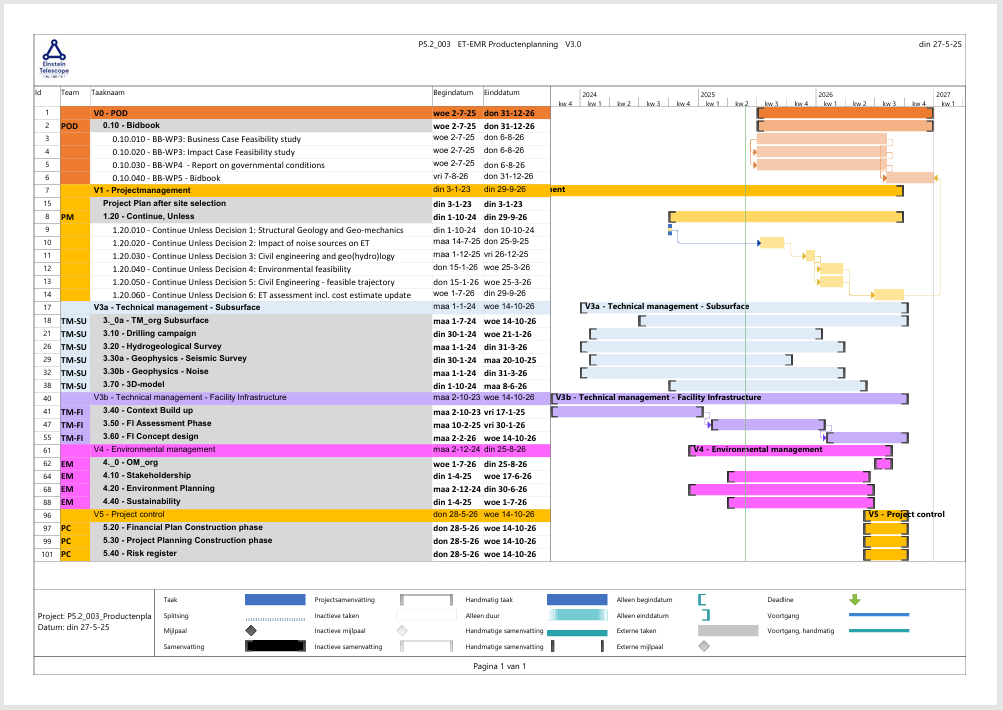 Einstein
Telescope
P5.2_003 ET-EMR Productenplanning V3.0
din 27-5-25
Id Team Taaknaam Begindatum Einddatum
2024 2025 2026 2027
kw 4 kw 1 kw 2 kw 3 kw 4 kw 1 kw 2 kw 3 kw 4 kw 1 kw 2 kw 3 kw 4 kw 1
1 V0 - POD woe 2-7-25 don 31-12-26
2 POD 0.10 - Bidbook woe 2-7-25 don 31-12-26
3 0.10.010 - BB-WP3: Business Case Feasibility study woe 2-7-25 don 6-8-26
4 0.10.020 - BB-WP3: Impact Case Feasibility study woe 2-7-25 don 6-8-26
5 0.10.030 - BB-WP4 - Report on governmental conditions woe 2-7-25 don 6-8-26
6 0.10.040 - BB-WP5 - Bidbook vri 7-8-26 don 31-12-26
7 V1 - Projectmanagement din 3-1-23 din 29-9-26 ent
15 Project Plan after site selection din 3-1-23 din 3-1-23
8 PM 1.20 - Continue, Unless din 1-10-24 din 29-9-26
9 1.20.010 - Continue Unless Decision 1: Structural Geology and Geo-mechanics din 1-10-24 don 10-10-24
10 1.20.020 - Continue Unless Decision 2: Impact of noise sources on ET maa 14-7-25 don 25-9-25
11 1.20.030 - Continue Unless Decision 3: Civil engineering and geo(hydro)logy maa 1-12-25 vri 26-12-25
12 1.20.040 - Continue Unless Decision 4: Environmental feasibility don 15-1-26 woe 25-3-26
13 1.20.050 - Continue Unless Decision 5: Civil Engineering - feasible trajectory don 15-1-26 woe 25-3-26
14 1.20.060 - Continue Unless Decision 6: ET assessment incl. cost estimate update woe 1-7-26 din 29-9-26
17 V3a - Technical management - Subsurface maa 1-1-24 woe 14-10-26 V3a - Technical management - Subsurface
18 TM-SU 3._0a - TM_org Subsurface maa 1-7-24 woe 14-10-26
21 TM-SU 3.10 - Drilling campaign din 30-1-24 woe 21-1-26
26 TM-SU 3.20 - Hydrogeological Survey maa 1-1-24 din 31-3-26
29 TM-SU 3.30a - Geophysics - Seismic Survey din 30-1-24 maa 20-10-25
32 TM-SU 3.30b - Geophysics - Noise maa 1-1-24 din 31-3-26
38 TM-SU 3.70 - 3D-model din 1-10-24 maa 8-6-26
40 V3b - Technical management - Facility Infrastructure maa 2-10-23 woe 14-10-26 V3b - Technical management - Facility Infrastructure
41 TM-FI 3.40 - Context Build up maa 2-10-23 vri 17-1-25
47 TM-FI 3.50 - FI Assessment Phase maa 10-2-25 vri 30-1-26
55 TM-FI 3.60 - FI Concept design maa 2-2-26 woe 14-10-26
61 V4 - Environmental management maa 2-12-24 din 25-8-26 V4 - Environmental management
62 EM 4._0 - OM_org woe 1-7-26 din 25-8-26
64 EM 4.10 - Stakeholdership din 1-4-25 woe 17-6-26
68 EM 4.20 - Environment Planning maa 2-12-24 din 30-6-26
88 EM 4.40 - Sustainability din 1-4-25 woe 1-7-26
96 V5 - Project control don 28-5-26 woe 14-10-26 V5 - Project control
97 PC 5.20 - Financial Plan Construction phase don 28-5-26 woe 14-10-26
99 PC 5.30 - Project Planning Construction phase don 28-5-26 woe 14-10-26
101 PC 5.40 - Risk register don 28-5-26 woe 14-10-26
Project: P5.2_003_Productenpla
Datum: din 27-5-25
Taak Projectsamenvatting Handmatig taak Alleen begindatum Deadline
Splitsing Inactieve taken Alleen duur Alleen einddatum Voortgang
Mijlpaal Inactieve mijlpaal Handmatige samenvatting Externe taken Voortgang, handmatig
Samenvatting Inactieve samenvatting Handmatige samenvatting Externe mijlpaal
Pagina 1 van 1